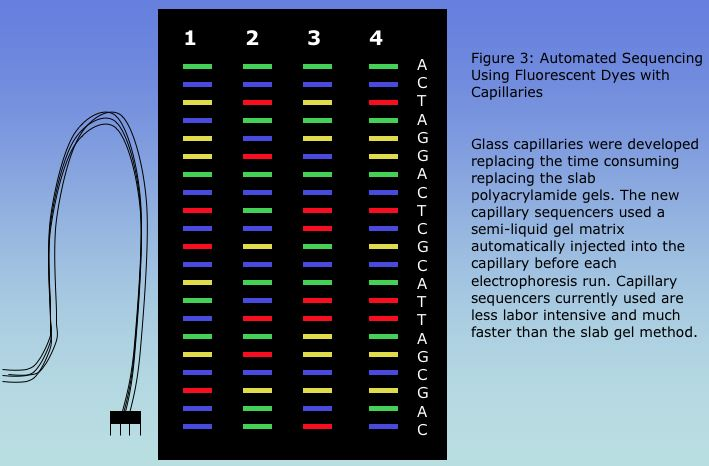 1 2 3 4
A
C
T
A
G
G
A
C
T
C
G
C
A
T
T
A
G
C
G
A
C
Figure 3: Automated Sequencing
Using Fluorescent Dyes with
Capillaries
Glass capillaries were developed
replacing the time consuming
replacing the slab
polyacrylamide gels. The new
capillary sequencers used a
semi-liquid gel matrix
automatically injected into the
capillary before each
electrophoresis run. Capillary
sequencers currently used are
less labor intensive and much
faster than the slab gel method.